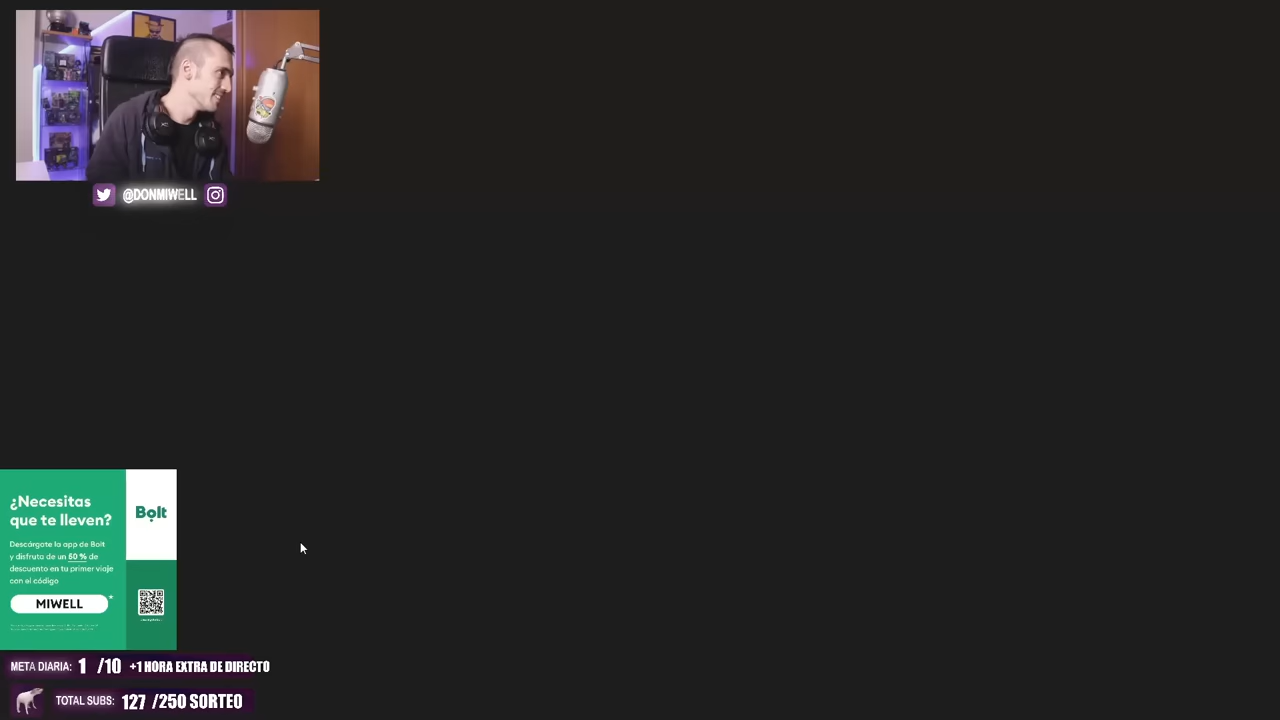 @DONMIWELL
¿Necesitas
que te lleven?
Bolt
Descárgate la app de Bolt
y disfruta de un 50 % de
descuento en tu primer viaje
con el código
MIWELL*
META DIARIA: 1 /10 +1 HORA EXTRA DE DIRECTO
TOTAL SUBS: 127 /250 SORTEO